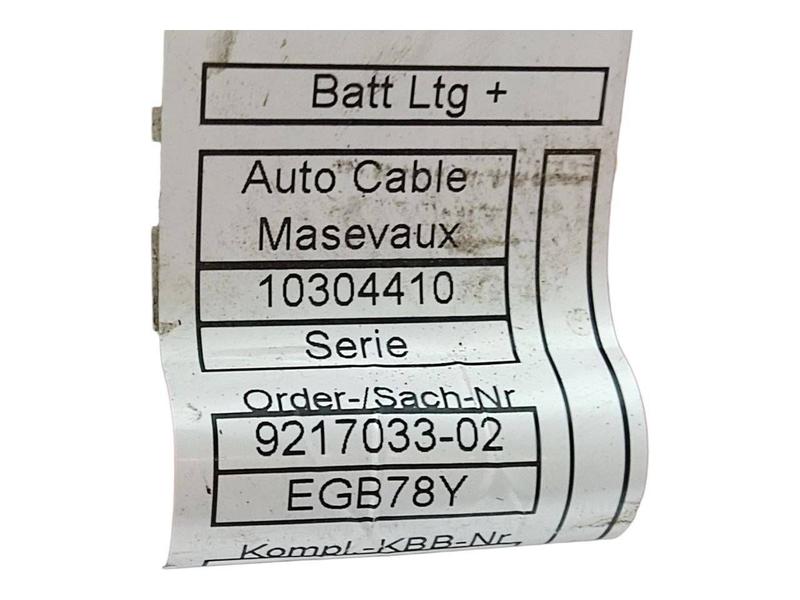 Batt Ltg +
Auto Cable
Masevaux
10304410
Serie
Order-/Sach-Nr
9217033-02
EGB78Y
Kompl.-KBB-Nr